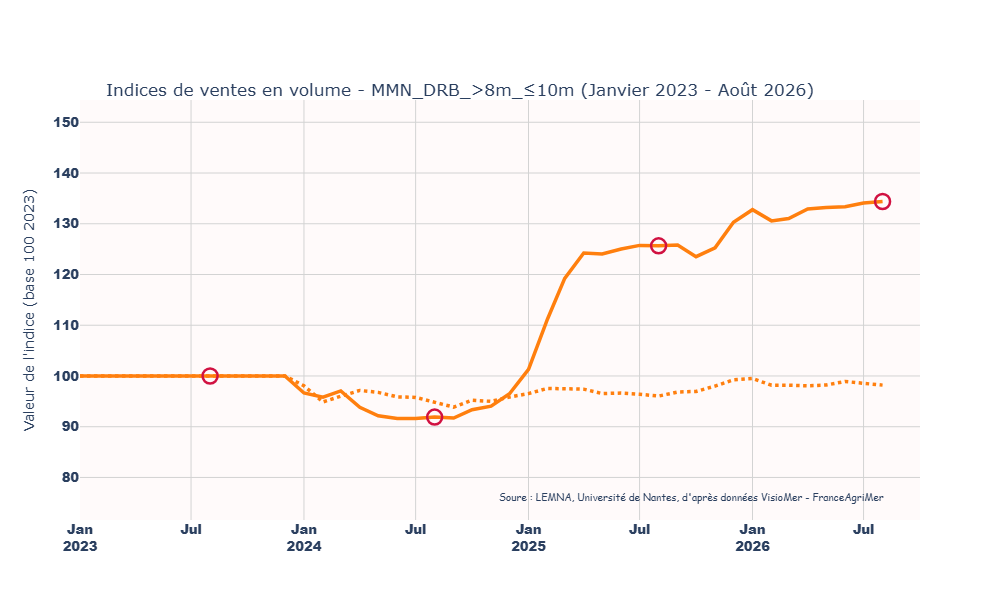 Indices de ventes en volume - MMN_DRB_>8m_≤10m (Janvier 2023 - Août 2026)
Valeur de l'indice (base 100 2023)
150
140
130
120
110
100
90
80
Soure : LEMNA, Université de Nantes, d'après données VisioMer - FranceAgriMer
Jan Jul Jan Jul Jan Jul Jan Jul
2023 2024 2025 2026